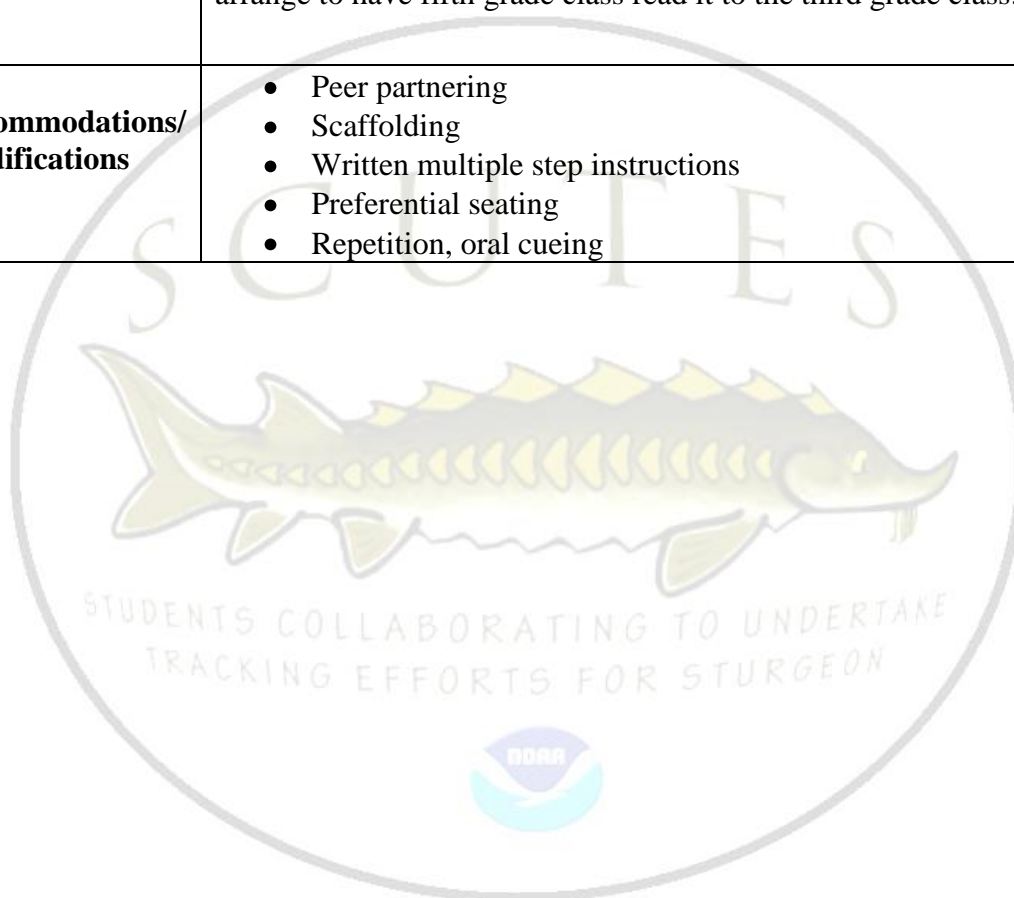 arrange to have fifth grade class read it to the third grade class.
ommodations/
lifications
• Peer partnering
• Scaffolding
• Written multiple step instructions
• Preferential seating
• Repetition, oral cueing
SCUTES
STUDENTS COLLABORATING TO UNDERTAKE
TRACKING EFFORTS FOR STURGEON
NOAA